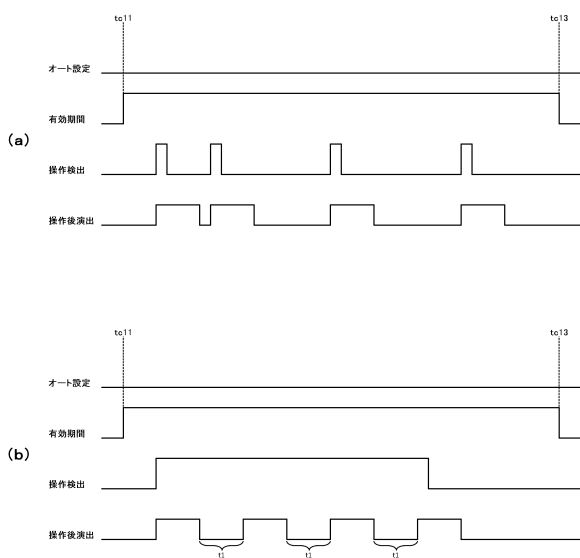 tc11 tc13
オート設定
有効期間
(a)
操作検出
操作後演出
tc11 tc13
オート設定
有効期間
(b)
操作検出
操作後演出
t1 t1 t1